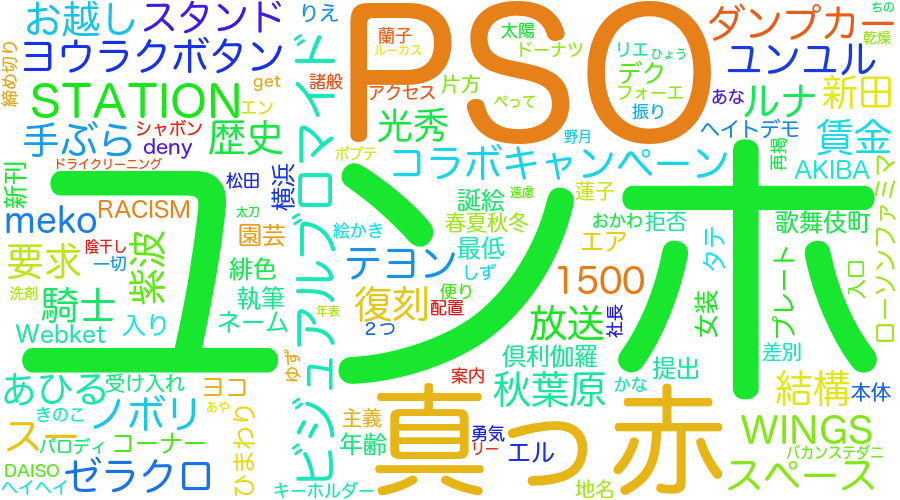 お越し
スタンド
りえ
PSO
蘭子
ルーカス
太陽
ドーナツ
ダンプカー
ちの
乾燥
ヨウラクボタン
リエ
ひょう
ユンユル
締め切り
get
諸般
アクセス
片方
デク
フォーエ
STATION
エン
ぺって
振り
あな
ルナ
新田
手ぶら
シャボン
歴史
光秀
野月
ヘイトデモ
賃金
deny
ポプテ
コラボキャンペーン
再掲
AKIBA
マミ
ドライクリーニング
松田
横浜
ビジュアルブロマイド
ユンホ
新刊
meko
RACISM
太刀
絵かき
誕絵
遠慮
蓮子
春夏秋冬
おかわ
拒否
歌舞伎町
陰干し
園芸
要求
一切
紫波
緋色
テヨン
最低
しず
エア
タテ
ローソンファミマ
入口
洗剤
騎士
執筆
復刻
便り
配置
1500
女装
プレート
Webket
入り
ネーム
年表
2つ
放送
社長
差別
ゆず
倶利伽羅
提出
あひる
受け入れ
ヨコ
案内
秋葉原
かな
結構
本体
きのこ
ノボリ
あや
ひまわり
主義
真っ赤
スー
パロディ
コーナー
年齢
勇気
リー
エル
WINGS
バカンステダニ
DAISO
ヘイヘイ
ゼラクロ
キーホルダー
地名
スペース